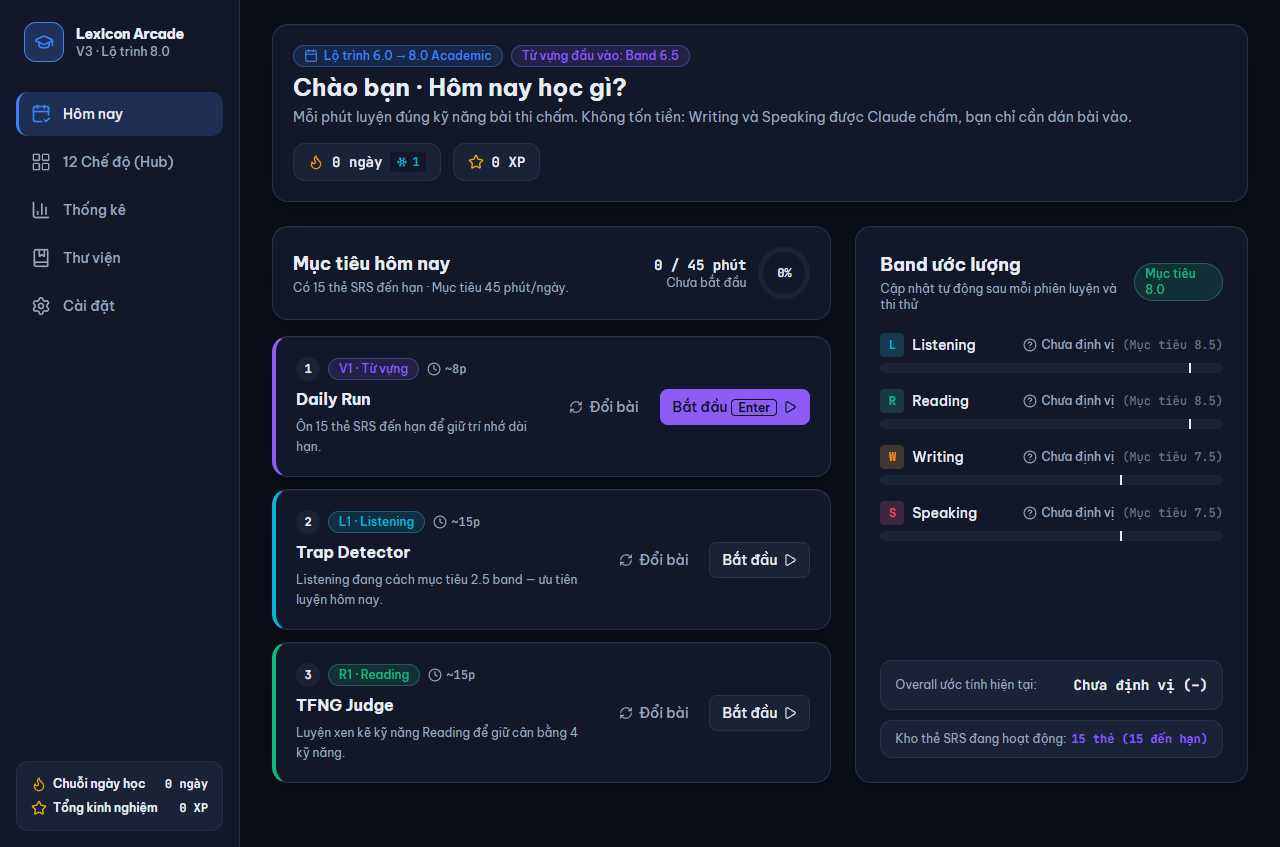 Lexicon Arcade
V3 · Lộ trình 8.0
Hôm nay
12 Chế độ (Hub)
Thống kê
Thư viện
Cài đặt
Chuỗi ngày học 0 ngày
Tổng kinh nghiệm 0 XP
Lộ trình 6.0 → 8.0 Academic
Từ vựng đầu vào: Band 6.5
Chào bạn · Hôm nay học gì?
Mỗi phút luyện đúng kỹ năng bài thi chấm. Không tốn tiền: Writing và Speaking được Claude chấm, bạn chỉ cần dán bài vào.
0 ngày 1
0 XP
Mục tiêu hôm nay
Có 15 thẻ SRS đến hạn · Mục tiêu 45 phút/ngày.
0 / 45 phút
Chưa bắt đầu
0%
1 V1 · Từ vựng ~8p
Daily Run
Ôn 15 thẻ SRS đến hạn để giữ trí nhớ dài
hạn.
Đổi bài
Bắt đầu Enter
2 L1 · Listening ~15p
Trap Detector
Listening đang cách mục tiêu 2.5 band — ưu tiên
luyện hôm nay.
Đổi bài
Bắt đầu
3 R1 · Reading ~15p
TFNG Judge
Luyện xen kẽ kỹ năng Reading để giữ cân bằng 4
kỹ năng.
Đổi bài
Bắt đầu
Band ước lượng
Cập nhật tự động sau mỗi phiên luyện và
thi thử
Mục tiêu
8.0
L Listening Chưa định vị (Mục tiêu 8.5)
R Reading Chưa định vị (Mục tiêu 8.5)
W Writing Chưa định vị (Mục tiêu 7.5)
S Speaking Chưa định vị (Mục tiêu 7.5)
Overall ước tính hiện tại: Chưa định vị (–)
Kho thẻ SRS đang hoạt động: 15 thẻ (15 đến hạn)